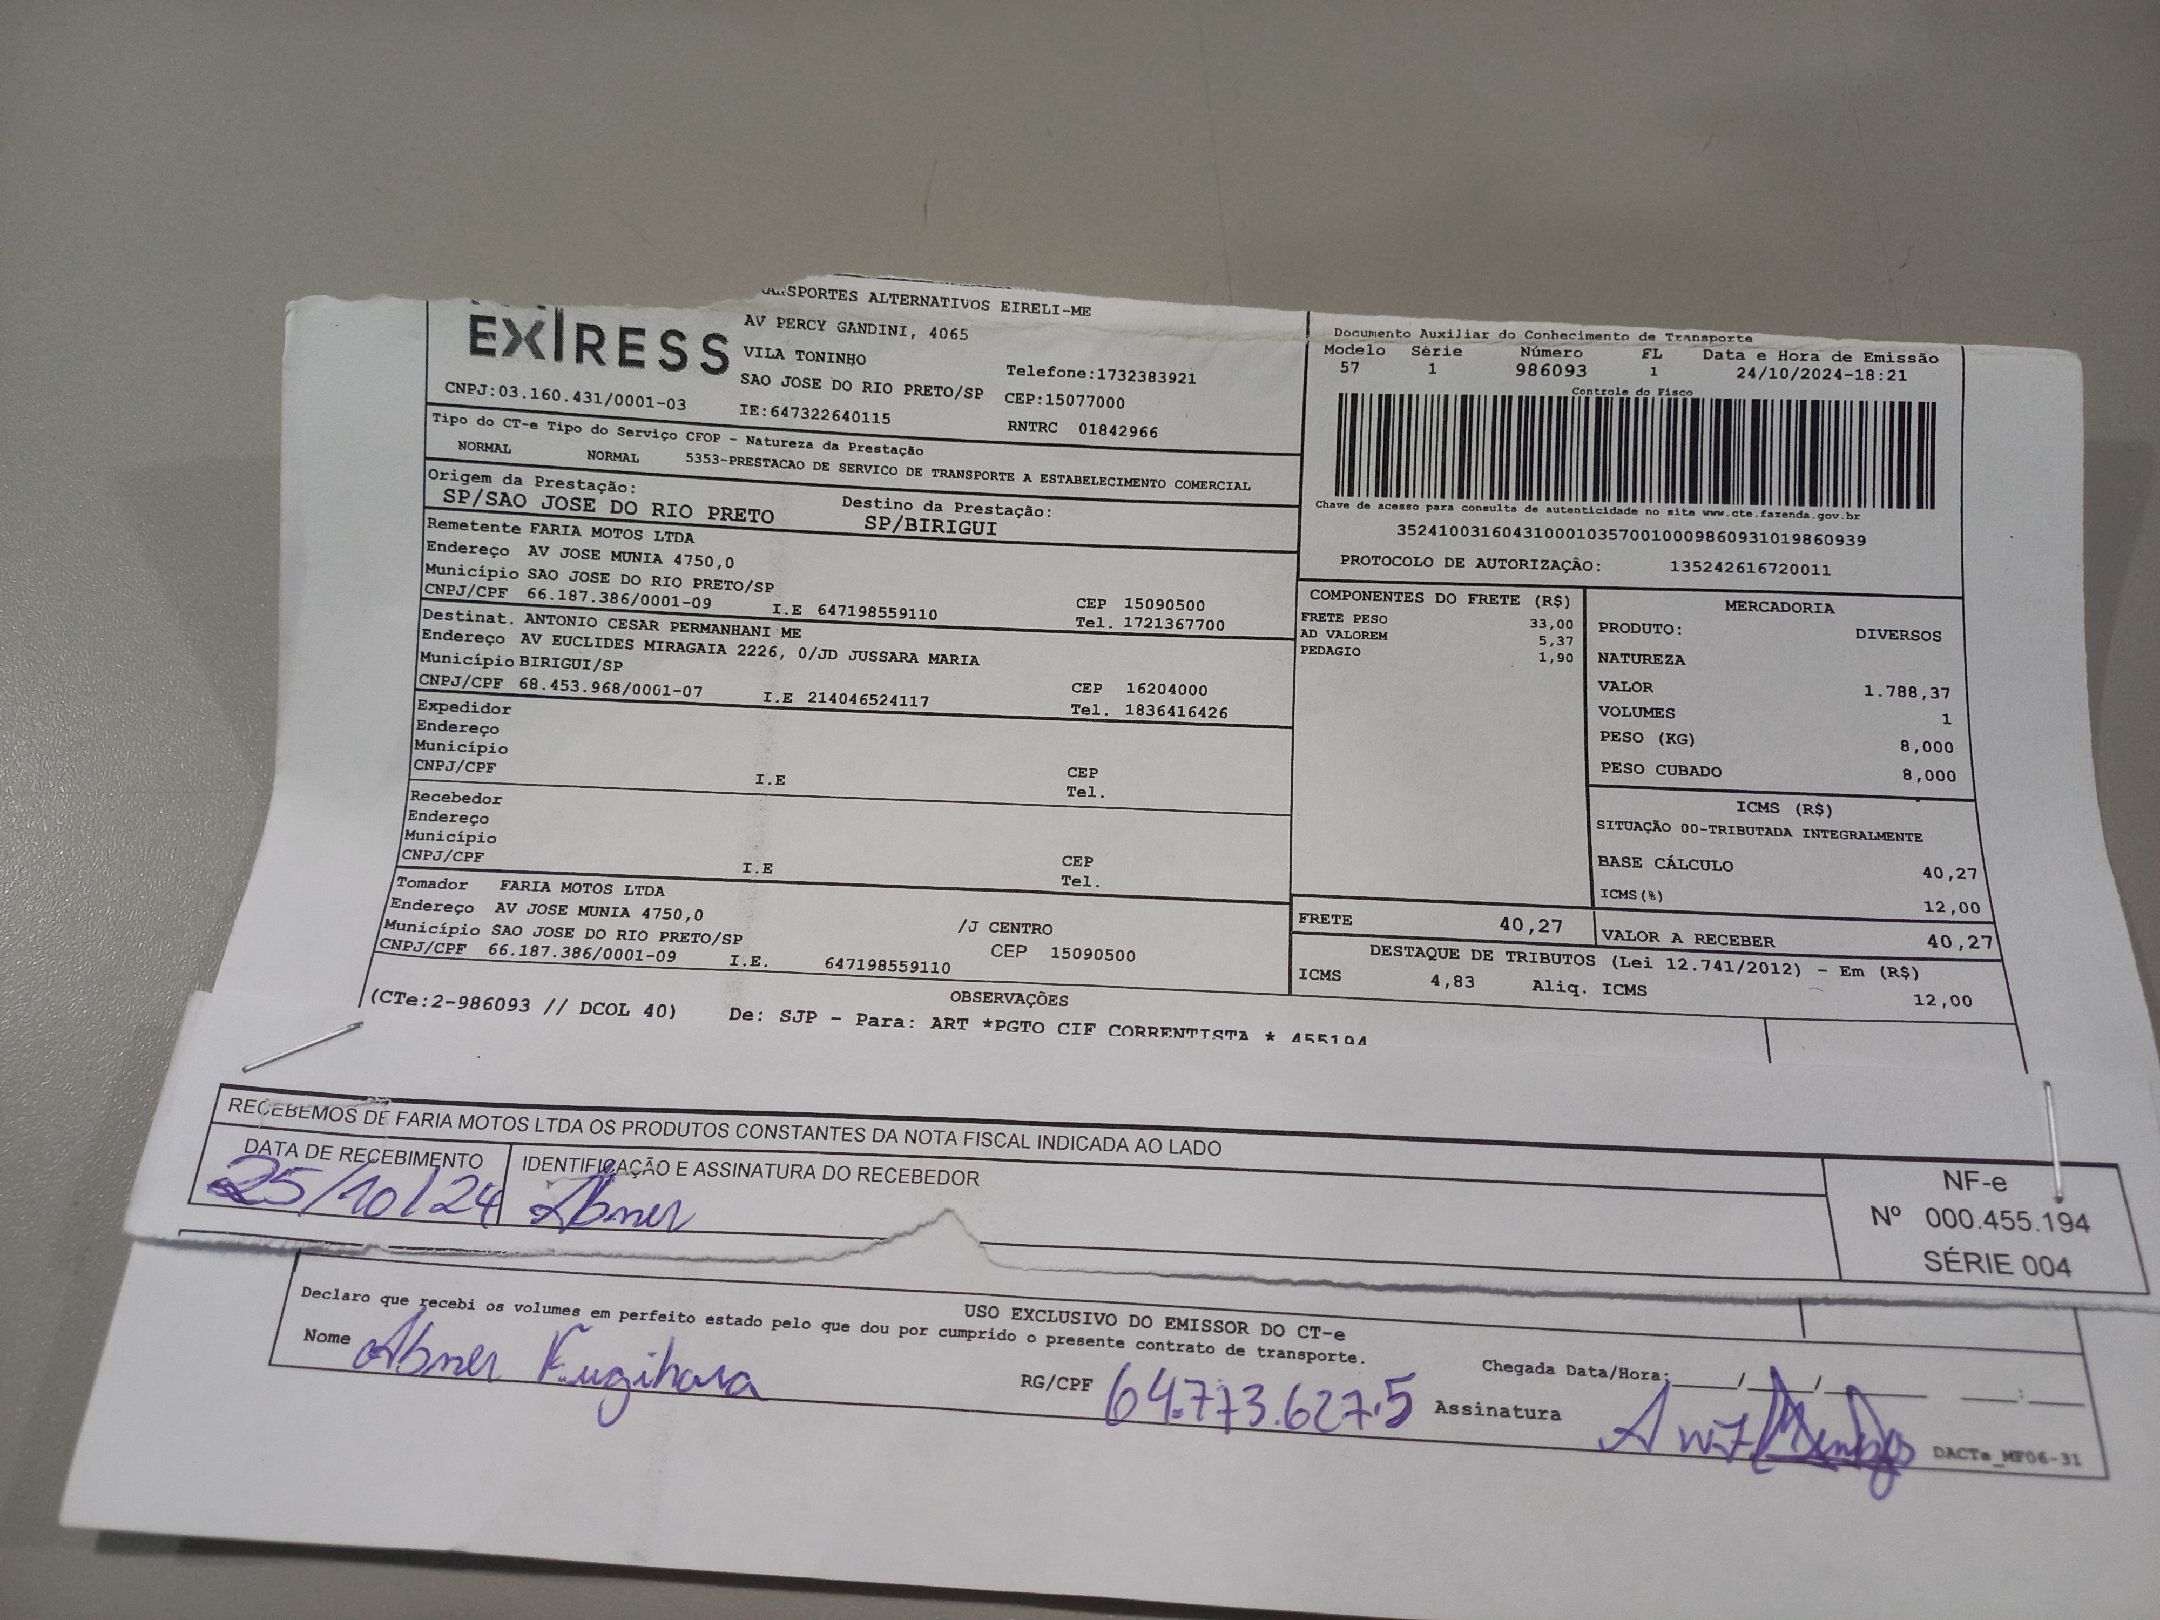 EXPRESS
TRANSPORTES ALTERNATIVOS EIRELI-ME
AV PERCY GANDINI, 4065
VILA TONINHO
Telefone:1732383921
SAO JOSE DO RIO PRETO/SP CEP:15077000
CNPJ:03.160.431/0001-03
IE:647322640115
RNTRC 01842966
Documento Auxiliar do Conhecimento de Transporte
Modelo Série Número FL Data e Hora de Emissão
57 1 986093 1 24/10/2024-18:21
Controle do Fisco
Chave de acesso para consulta de autenticidade no site www.cte.fazenda.gov.br
35241003160431000103570010009860931019860939
PROTOCOLO DE AUTORIZAÇÃO: 135242616720011
Tipo do CT-e Tipo do Serviço CFOP - Natureza da Prestação
NORMAL NORMAL 5353-PRESTACAO DE SERVICO DE TRANSPORTE A ESTABELECIMENTO COMERCIAL
Origem da Prestação: Destino da Prestação:
SP/SAO JOSE DO RIO PRETO SP/BIRIGUI
Remetente FARIA MOTOS LTDA
Endereço AV JOSE MUNIA 4750,0
Município SAO JOSE DO RIO PRETO/SP CEP 15090500
CNPJ/CPF 66.187.386/0001-09 I.E 647198559110 Tel. 1721367700
Destinat. ANTONIO CESAR PERMANHANI ME
Endereço AV EUCLIDES MIRAGAIA 2226, 0/JD JUSSARA MARIA
Município BIRIGUI/SP CEP 16204000
CNPJ/CPF 68.453.968/0001-07 I.E 214046524117 Tel. 1836416426
Expedidor
Endereço
Município CEP
CNPJ/CPF I.E Tel.
Recebedor
Endereço
Município CEP
CNPJ/CPF I.E Tel.
Tomador FARIA MOTOS LTDA
Endereço AV JOSE MUNIA 4750,0 /J CENTRO
Município SAO JOSE DO RIO PRETO/SP CEP 15090500
CNPJ/CPF 66.187.386/0001-09 I.E. 647198559110
COMPONENTES DO FRETE (R$)
FRETE PESO 33,00
AD VALOREM 5,37
PEDAGIO 1,90
MERCADORIA
PRODUTO: DIVERSOS
NATUREZA
VALOR 1.788,37
VOLUMES 1
PESO (KG) 8,000
PESO CUBADO 8,000
ICMS (R$)
SITUAÇÃO 00-TRIBUTADA INTEGRALMENTE
BASE CÁLCULO 40,27
ICMS(%) 12,00
FRETE 40,27 VALOR A RECEBER 40,27
DESTAQUE DE TRIBUTOS (Lei 12.741/2012) - Em (R$)
ICMS 4,83 Aliq. ICMS 12,00
OBSERVAÇÕES
(CTe:2-986093 // DCOL 40) De: SJP - Para: ART *PGTO CIF CORRENTISTA * 455194
RECEBEMOS DE FARIA MOTOS LTDA OS PRODUTOS CONSTANTES DA NOTA FISCAL INDICADA AO LADO
DATA DE RECEBIMENTO IDENTIFICAÇÃO E ASSINATURA DO RECEBEDOR
25/10/24 Abner
NF-e
Nº 000.455.194
SÉRIE 004
USO EXCLUSIVO DO EMISSOR DO CT-e
Declaro que recebi os volumes em perfeito estado pelo que dou por cumprido o presente contrato de transporte.
Nome Abner Fugihara RG/CPF 64.773.627.5 Chegada Data/Hora:____/____/____ __:__
Assinatura
DACTe_MF06-31